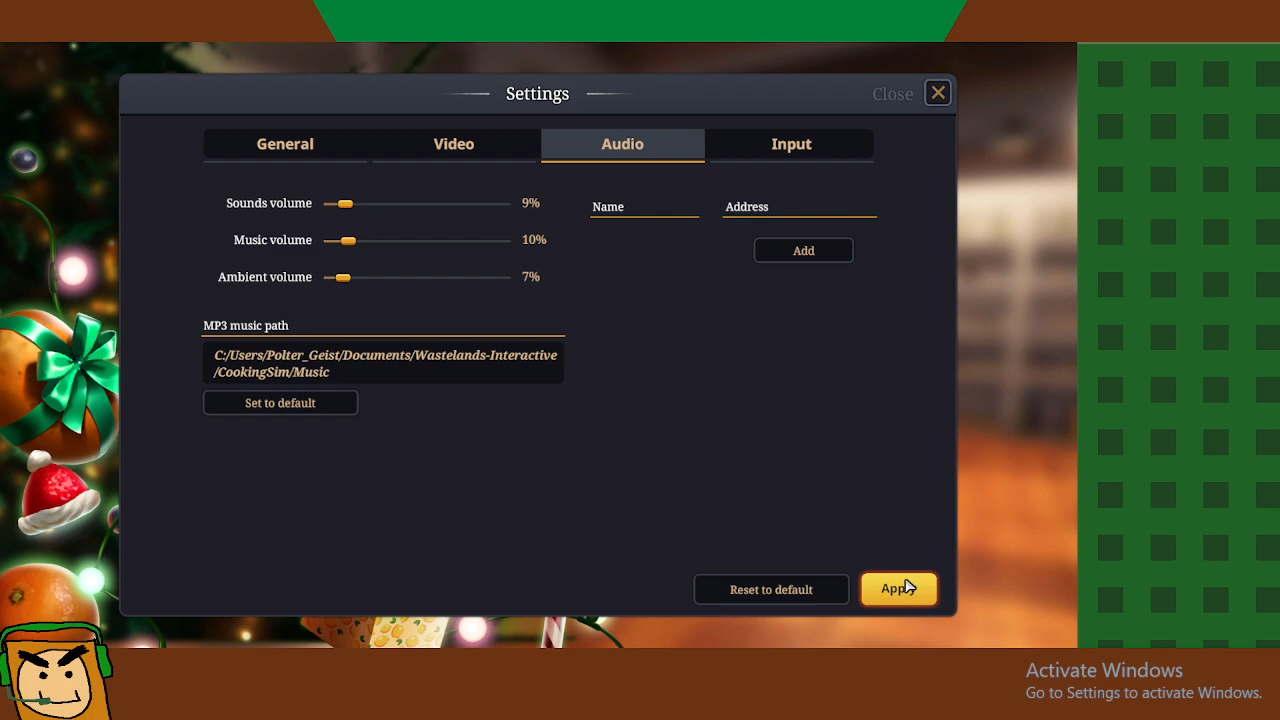 Settings
Close
General
Video
Audio
Input
Sounds volume
9%
Music volume
10%
Ambient volume
7%
Name
Address
Add
MP3 music path
C:/Users/Polter_Geist/Documents/Wastelands-Interactive
/CookingSim/Music
Set to default
Reset to default
Activate Windows
Go to Settings to activate Windows.